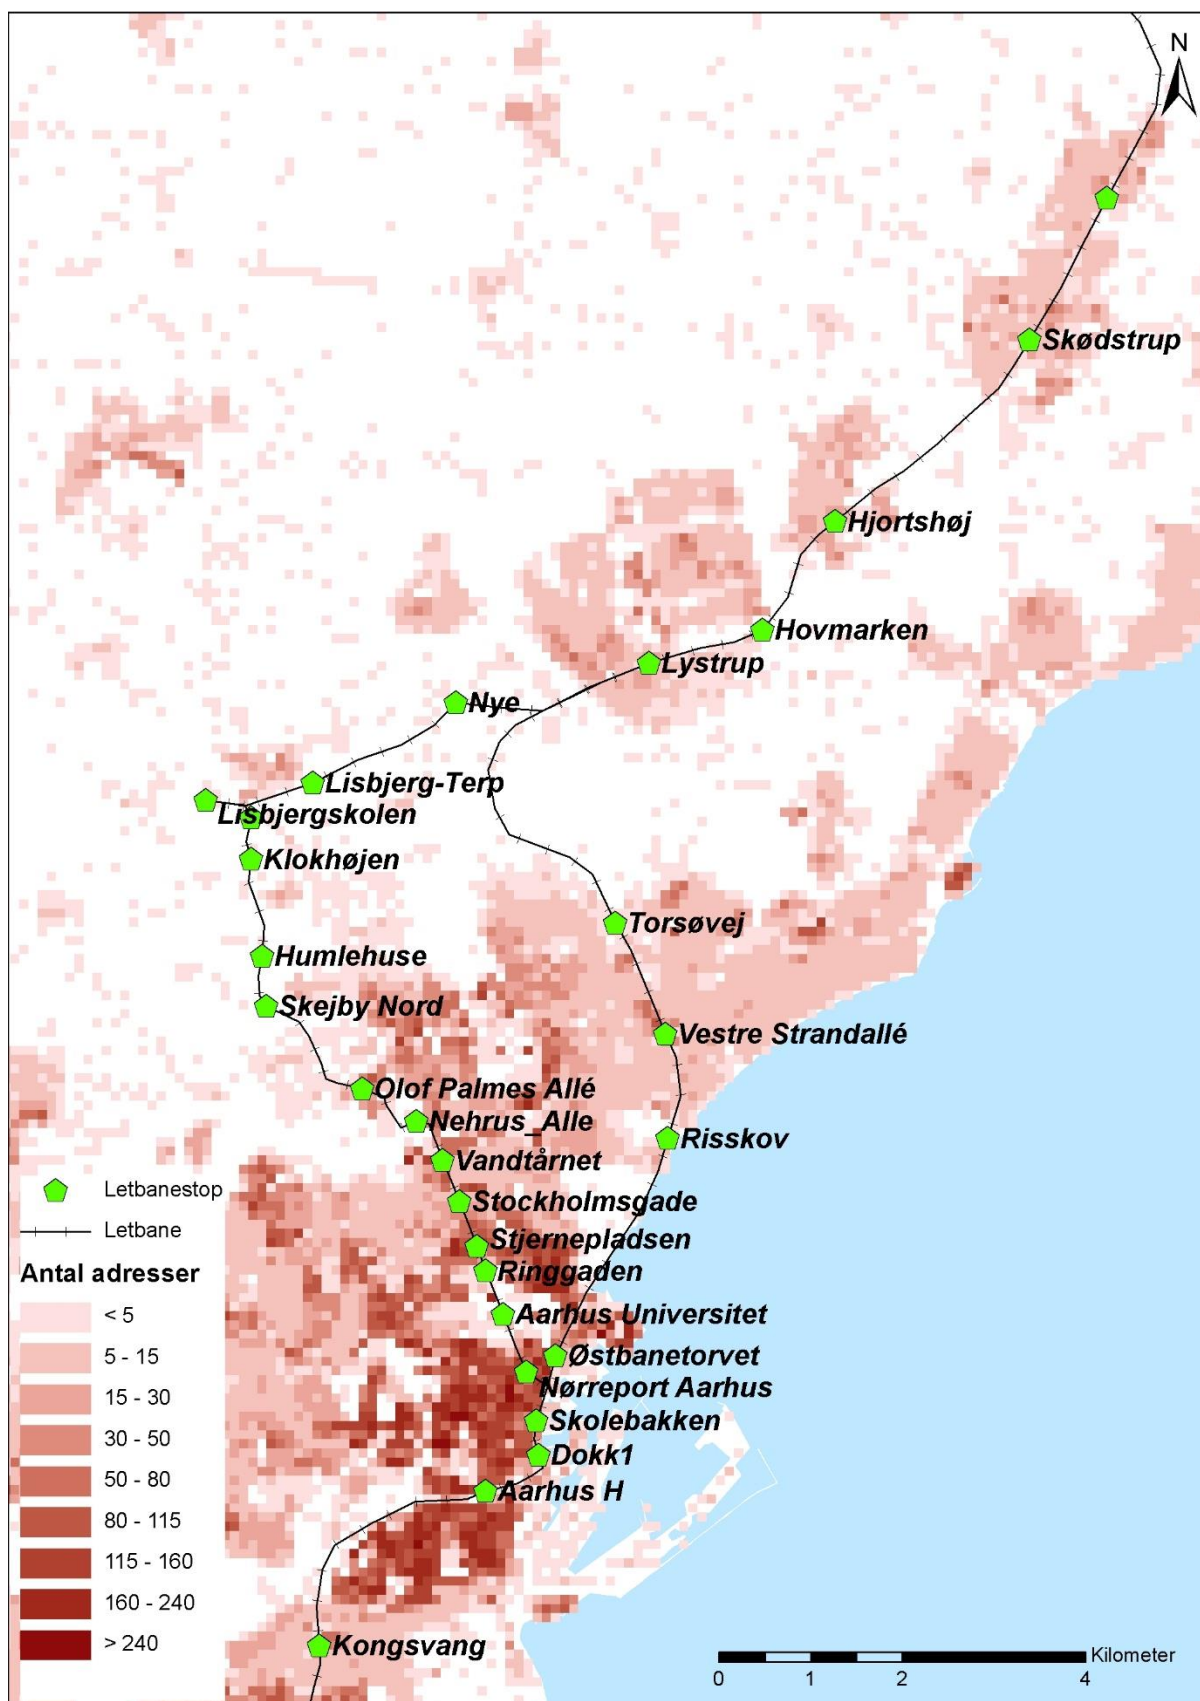 N
Skødstrup
Hjortshøj
Hovmarken
Lystrup
Nye
Lisbjerg-Terp
Lisbjergskolen
Klokhøjen
Torsøvej
Humlehuse
Skejby Nord
Vestre Strandallé
Olof Palmes Allé
Nehrus_Alle
Risskov
Vandtårnet
Stockholmsgade
Stjernepladsen
Ringgaden
Aarhus Universitet
Østbanetorvet
Nørreport Aarhus
Skolebakken
Dokk1
Aarhus H
Kongsvang
Letbanestop
Letbane
Antal adresser
< 5
5 - 15
15 - 30
30 - 50
50 - 80
80 - 115
115 - 160
160 - 240
> 240
Kilometer
0 1 2 4